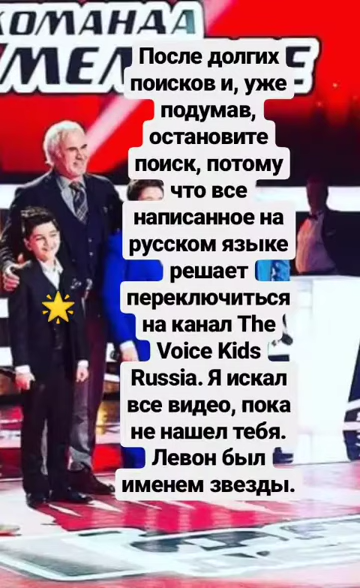 КОМАНДА
После долгих
поисков и, уже
подумав,
остановите
поиск, потому
что все
написанное на
русском языке
решает
переключиться
на канал The
Voice Kids
Russia. Я искал
все видео, пока
не нашел тебя.
Левон был
именем звезды.